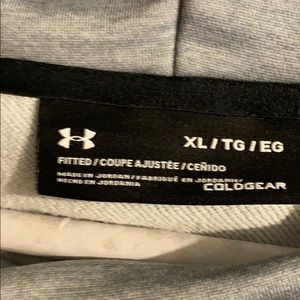 XL / TG / EG
FITTED / COUPE AJUSTÉE / CEÑIDO
MADE IN JORDAN / FABRIQUÉ EN JORDANIE/
HECHO EN JORDANIA
COLDGEAR